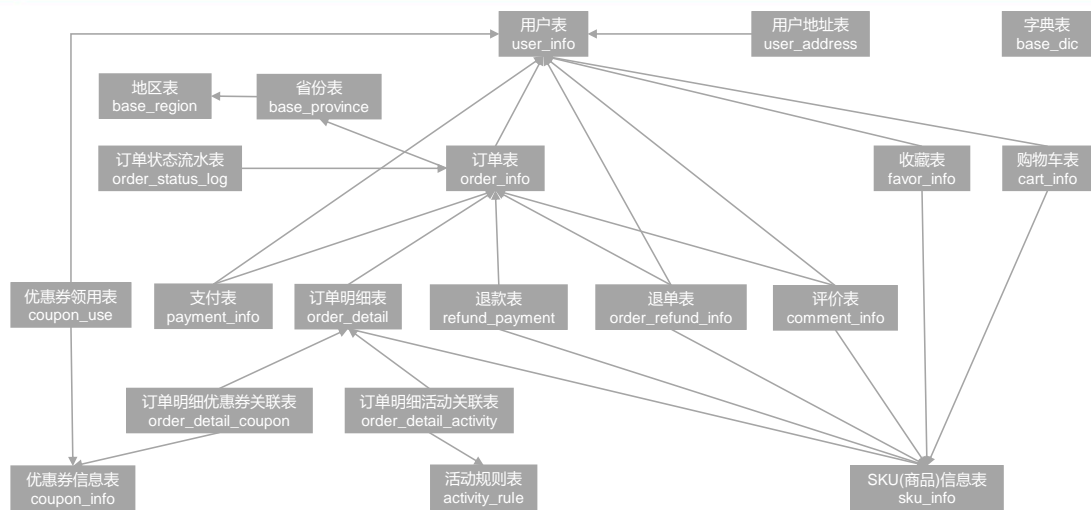 用户表
user_info
用户地址表
user_address
字典表
base_dic
地区表
base_region
省份表
base_province
订单状态流水表
order_status_log
订单表
order_info
收藏表
favor_info
购物车表
cart_info
优惠券领用表
coupon_use
支付表
payment_info
订单明细表
order_detail
退款表
refund_payment
退单表
order_refund_info
评价表
comment_info
订单明细优惠券关联表
order_detail_coupon
订单明细活动关联表
order_detail_activity
优惠券信息表
coupon_info
活动规则表
activity_rule
SKU(商品)信息表
sku_info